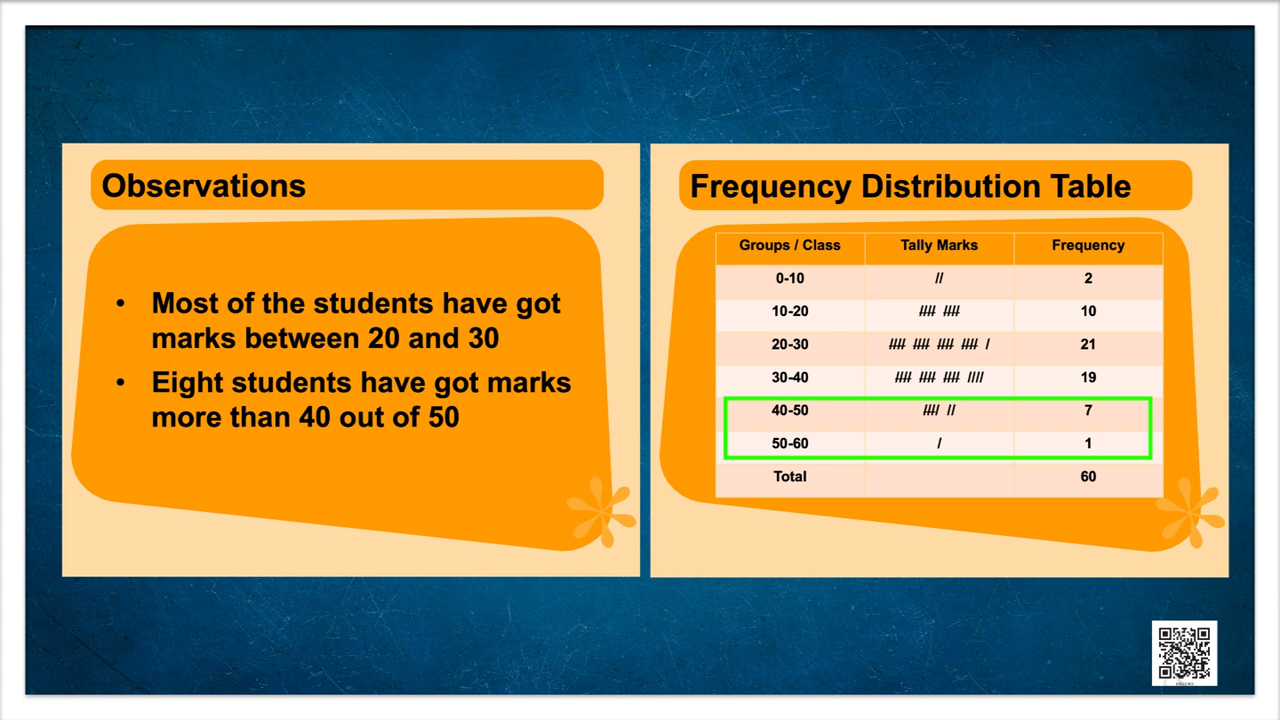 Observations
• Most of the students have got
marks between 20 and 30
• Eight students have got marks
more than 40 out of 50
Frequency Distribution Table
Groups / Class Tally Marks Frequency
0-10 // 2
10-20 //// //// 10
20-30 //// //// //// //// / 21
30-40 //// //// //// //// 19
40-50 //// // 7
50-60 / 1
Total 60